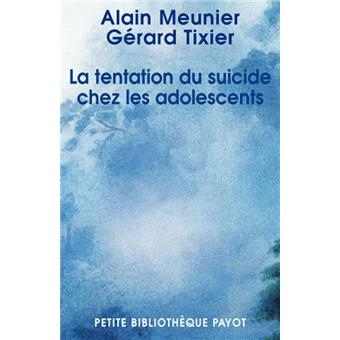 Alain Meunier
Gérard Tixier
La tentation du suicide
chez les adolescents
PETITE BIBLIOTHÈQUE PAYOT